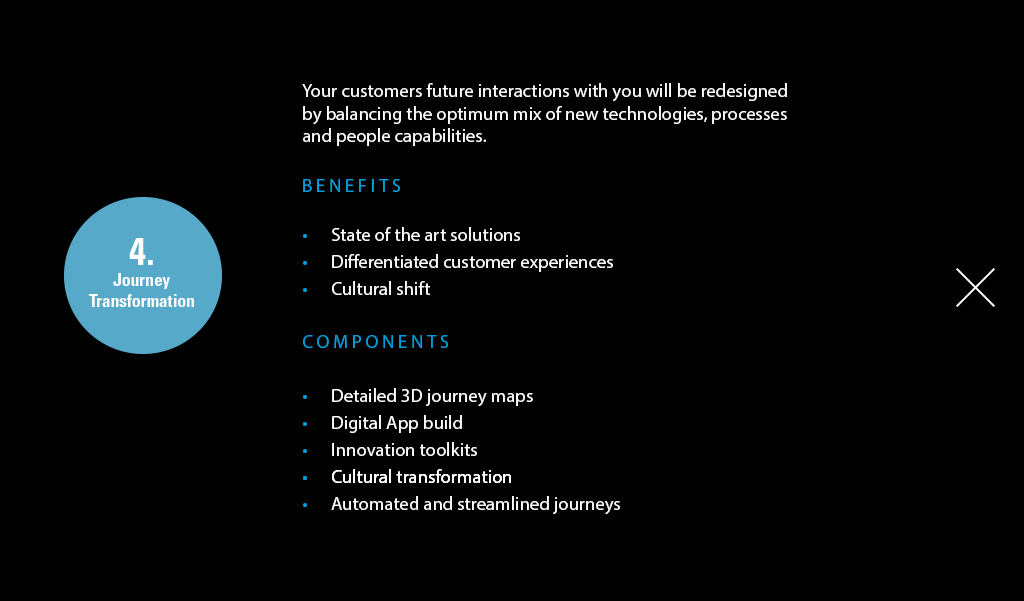 4.
Journey
Transformation
Your customers future interactions with you will be redesigned
by balancing the optimum mix of new technologies, processes
and people capabilities.
BENEFITS
• State of the art solutions
• Differentiated customer experiences
• Cultural shift
COMPONENTS
• Detailed 3D journey maps
• Digital App build
• Innovation toolkits
• Cultural transformation
• Automated and streamlined journeys